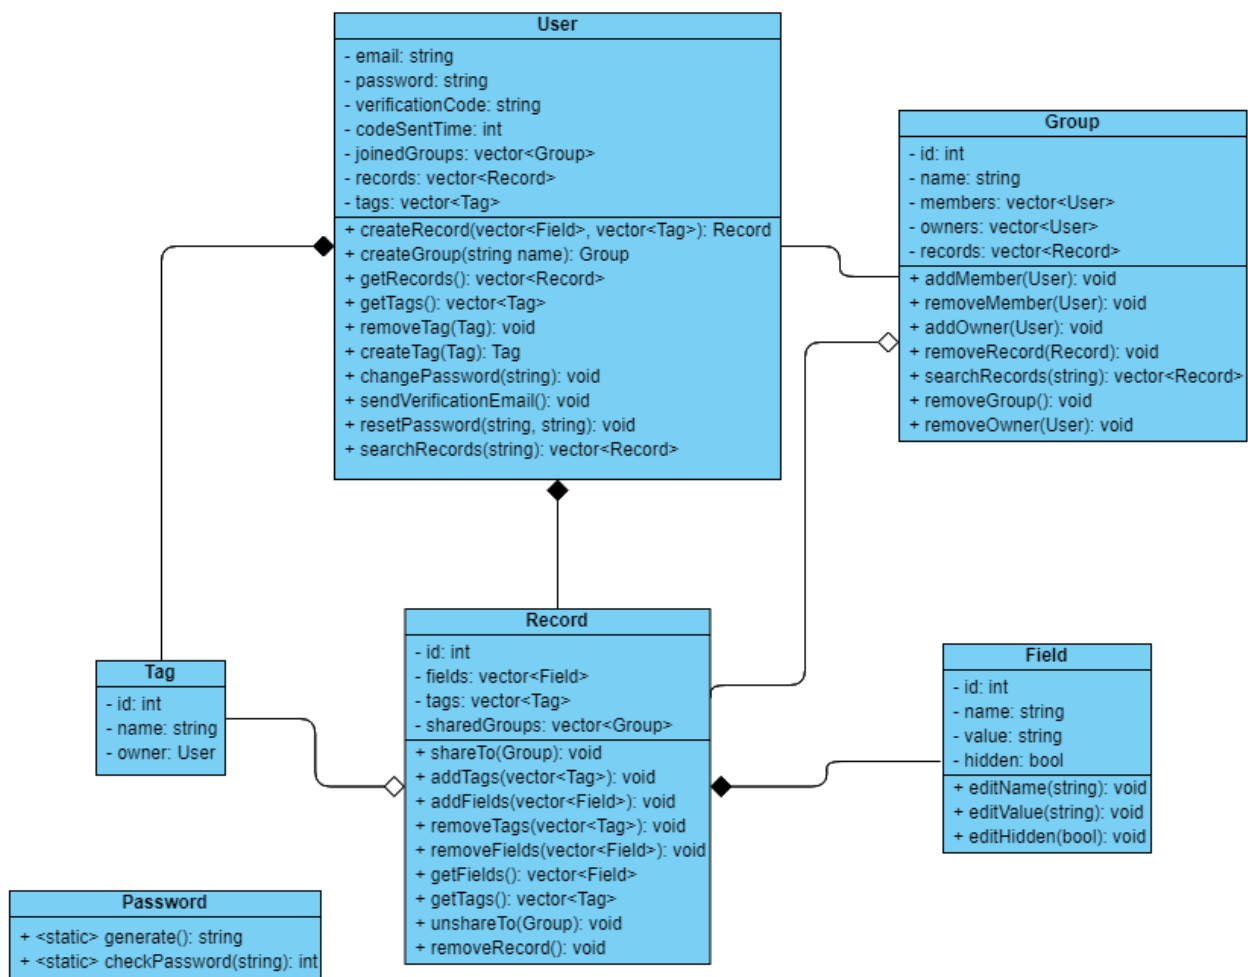 User
- email: string
- password: string
- verificationCode: string
- codeSentTime: int
- joinedGroups: vector<Group>
- records: vector<Record>
- tags: vector<Tag>
+ createRecord(vector<Field>, vector<Tag>): Record
+ createGroup(string name): Group
+ getRecords(): vector<Record>
+ getTags(): vector<Tag>
+ removeTag(Tag): void
+ createTag(Tag): Tag
+ changePassword(string): void
+ sendVerificationEmail(): void
+ resetPassword(string, string): void
+ searchRecords(string): vector<Record>
Group
- id: int
- name: string
- members: vector<User>
- owners: vector<User>
- records: vector<Record>
+ addMember(User): void
+ removeMember(User): void
+ addOwner(User): void
+ removeRecord(Record): void
+ searchRecords(string): vector<Record>
+ removeGroup(): void
+ removeOwner(User): void
Tag
- id: int
- name: string
- owner: User
Record
- id: int
- fields: vector<Field>
- tags: vector<Tag>
- sharedGroups: vector<Group>
+ shareTo(Group): void
+ addTags(vector<Tag>): void
+ addFields(vector<Field>): void
+ removeTags(vector<Tag>): void
+ removeFields(vector<Field>): void
+ getFields(): vector<Field>
+ getTags(): vector<Tag>
+ unshareTo(Group): void
+ removeRecord(): void
Field
- id: int
- name: string
- value: string
- hidden: bool
+ editName(string): void
+ editValue(string): void
+ editHidden(bool): void
Password
+ <static> generate(): string
+ <static> checkPassword(string): int